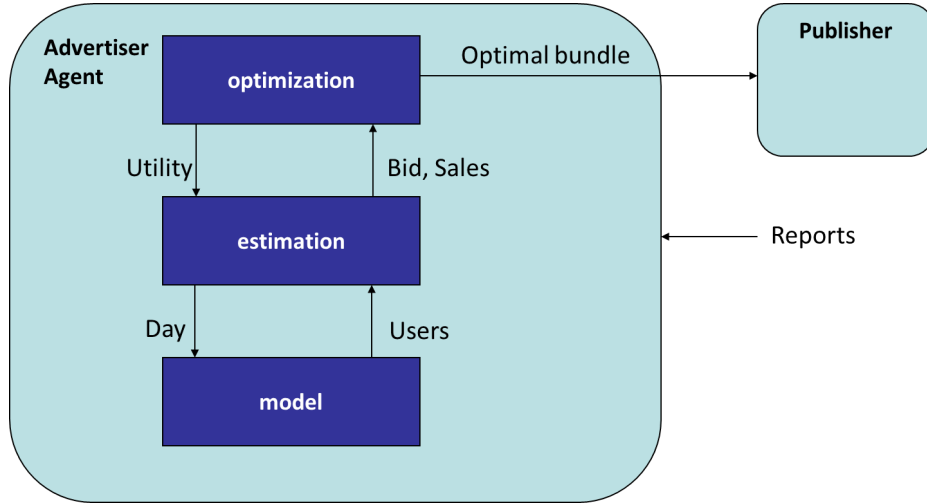 Advertiser
Agent
optimization
Optimal bundle
Publisher
Utility
Bid, Sales
estimation
Reports
Day
Users
model